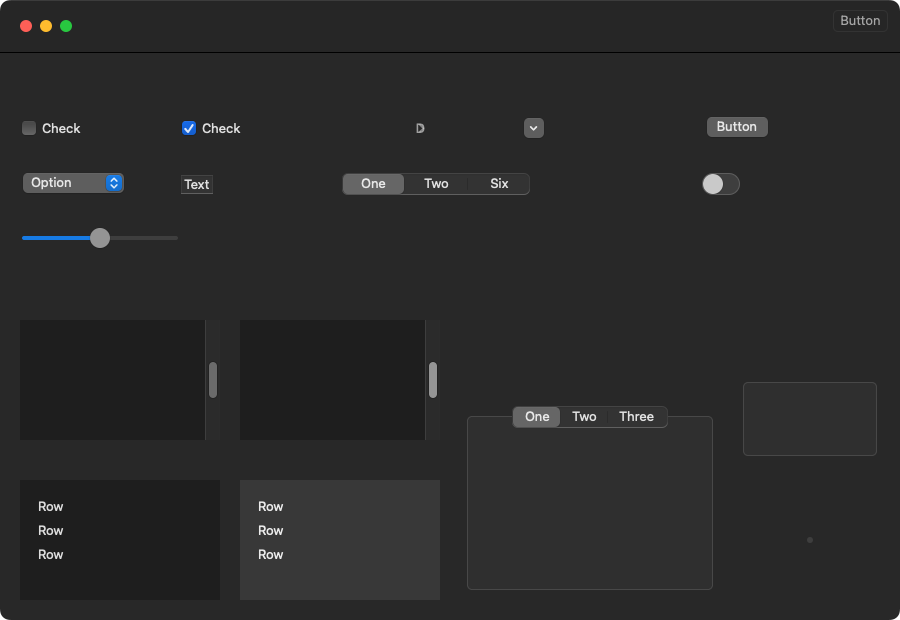 Button
Check
Check
D
Button
Option
Text
One Two Six
One Two Three
Row
Row
Row
Row
Row
Row